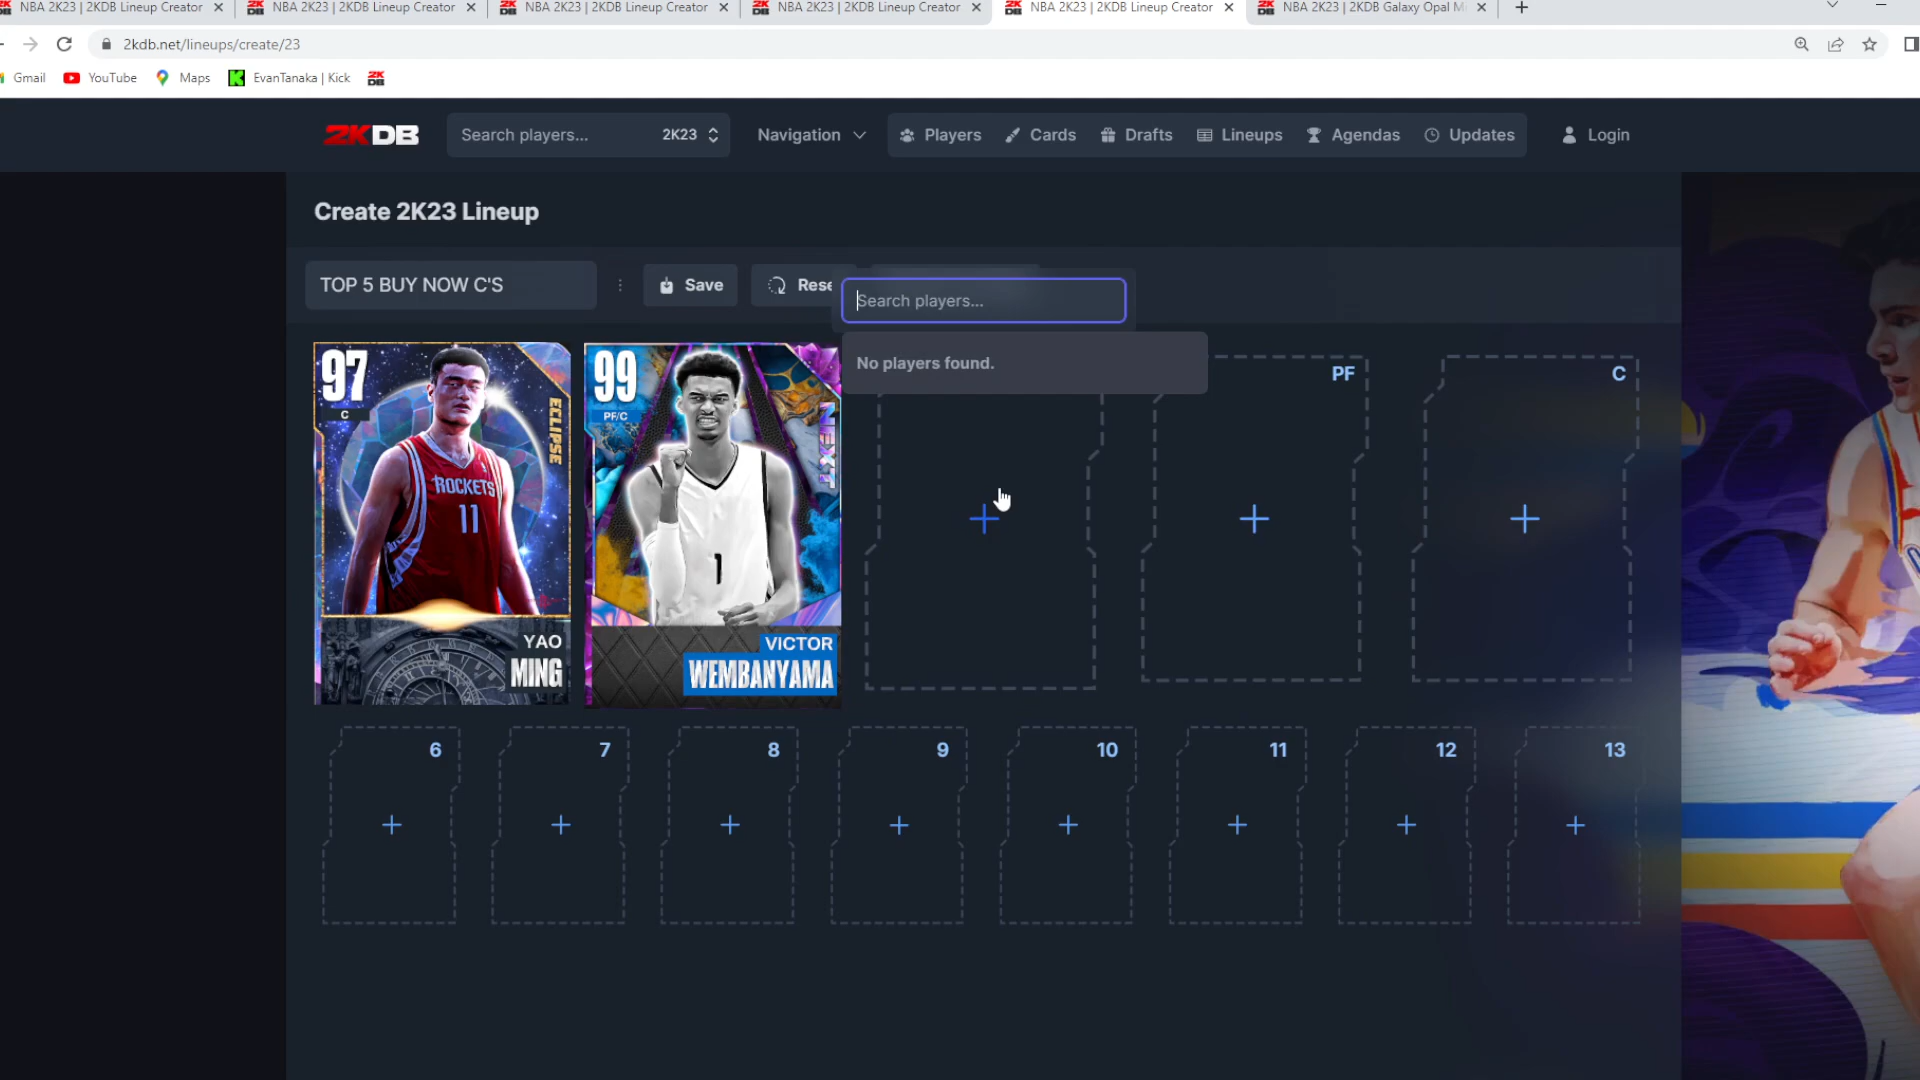 NBA 2K23 | 2KDB Lineup Creator
NBA 2K23 | 2KDB Lineup Creator
NBA 2K23 | 2KDB Lineup Creator
NBA 2K23 | 2KDB Lineup Creator
NBA 2K23 | 2KDB Lineup Creator
NBA 2K23 | 2KDB Galaxy Opal M
2kdb.net/lineups/create/23
Gmail
YouTube
Maps
EvanTanaka | Kick
2KDB
Search players...
2K23
Navigation
Players
Cards
Drafts
Lineups
Agendas
Updates
Login
Create 2K23 Lineup
TOP 5 BUY NOW C'S
Save
Rese
Search players...
No players found.
97
C
ECLIPSE
ROCKETS
11
YAO
MING
99
PF/C
NEXT
1
VICTOR
WEMBANYAMA
PF
C
6
7
8
9
10
11
12
13